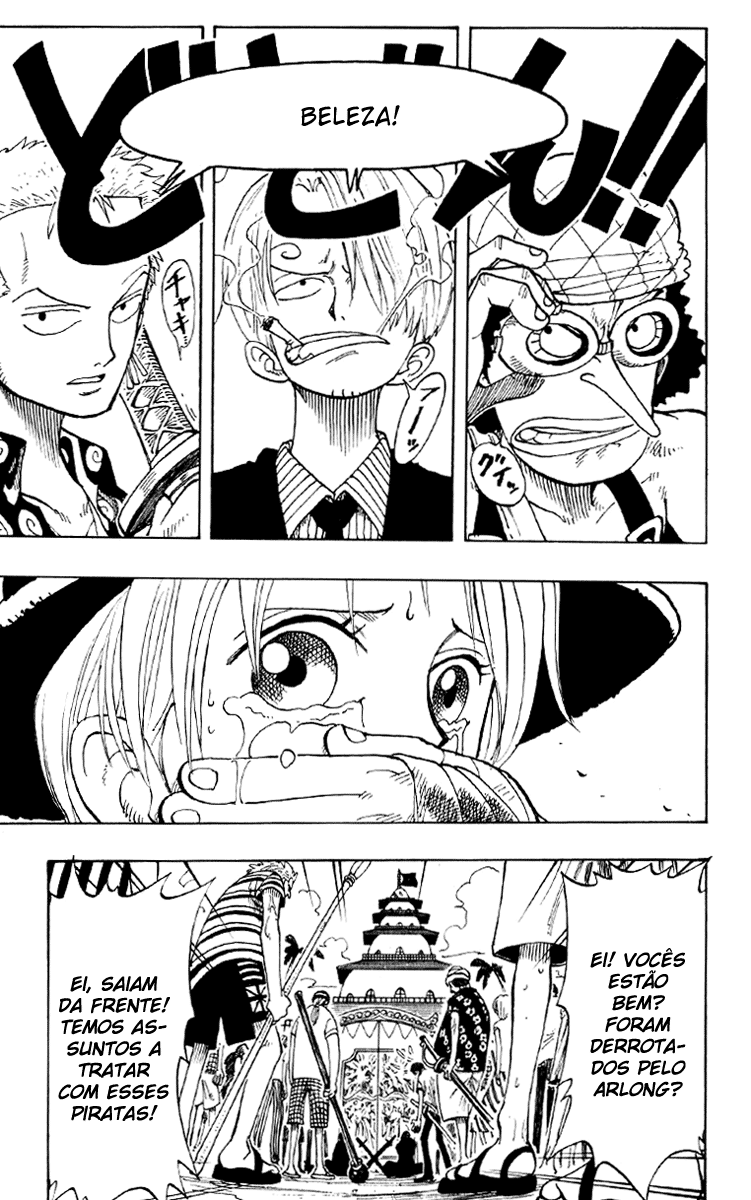 どどん!!
BELEZA!
グイッ
フーッ
チャキ
EI! VOCÊS
ESTÃO
BEM?
FORAM
DERROTA-
DOS PELO
ARLONG?
EI, SAIAM
DA FRENTE!
TEMOS AS-
SUNTOS A
TRATAR
COM ESSES
PIRATAS!